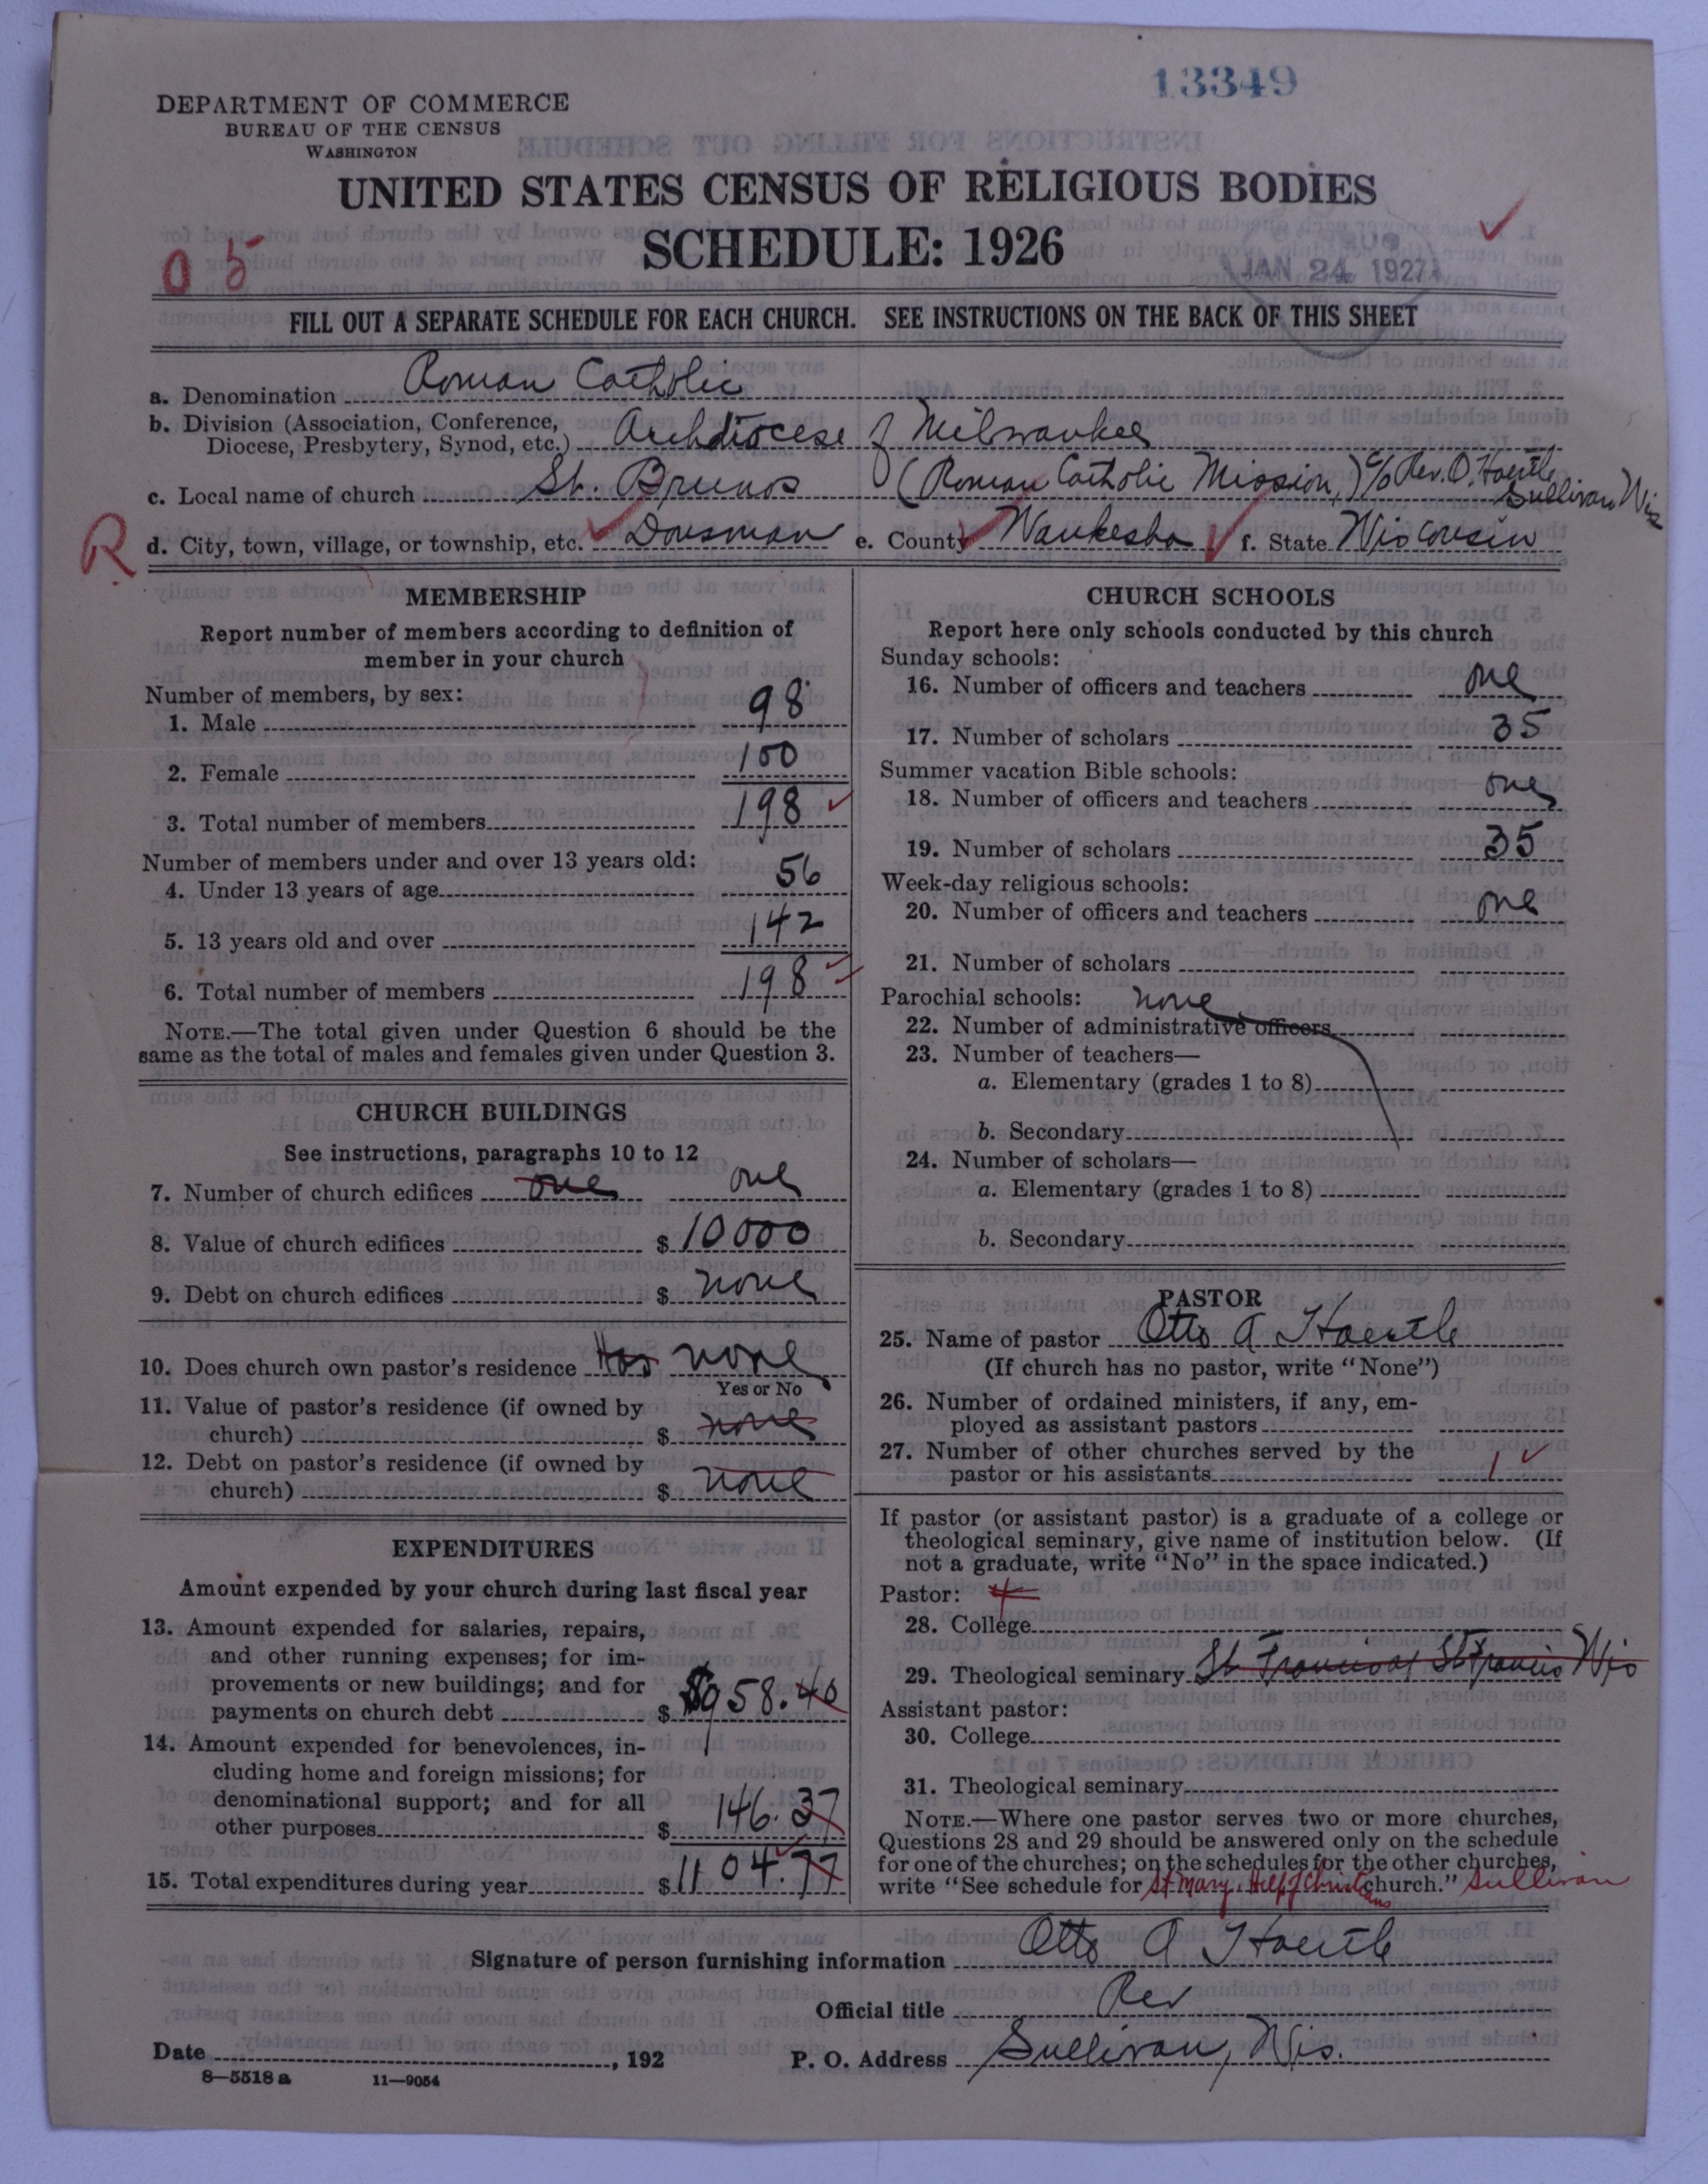 13349
DEPARTMENT OF COMMERCE
BUREAU OF THE CENSUS
WASHINGTON
UNITED STATES CENSUS OF RELIGIOUS BODIES
SCHEDULE: 1926
05
JAN 24 1927
FILL OUT A SEPARATE SCHEDULE FOR EACH CHURCH. SEE INSTRUCTIONS ON THE BACK OF THIS SHEET
a. Denomination Roman Catholic
b. Division (Association, Conference,
Diocese, Presbytery, Synod, etc.) Archdiocese of Milwaukee
c. Local name of church St. Brunos (Roman Catholic Mission,) c/o Rev. O. Haertle
Sullivan Wis
R
d. City, town, village, or township, etc. Dousman e. County Waukesha f. State Wisconsin
MEMBERSHIP
Report number of members according to definition of
member in your church
Number of members, by sex:
1. Male 98
2. Female 100
3. Total number of members 198
Number of members under and over 13 years old:
4. Under 13 years of age 56
5. 13 years old and over 142
6. Total number of members 198
NOTE.—The total given under Question 6 should be the
same as the total of males and females given under Question 3.
CHURCH BUILDINGS
See instructions, paragraphs 10 to 12
7. Number of church edifices one one
8. Value of church edifices $ 10000
9. Debt on church edifices $ none
10. Does church own pastor's residence Has none
Yes or No
11. Value of pastor's residence (if owned by
church) $ none
12. Debt on pastor's residence (if owned by
church) $ none
EXPENDITURES
Amount expended by your church during last fiscal year
13. Amount expended for salaries, repairs,
and other running expenses; for im-
provements or new buildings; and for
payments on church debt $ $958.40
14. Amount expended for benevolences, in-
cluding home and foreign missions; for
denominational support; and for all
other purposes $ 146.37
15. Total expenditures during year $ 1104.77
CHURCH SCHOOLS
Report here only schools conducted by this church
Sunday schools:
16. Number of officers and teachers one
17. Number of scholars 35
Summer vacation Bible schools:
18. Number of officers and teachers one
19. Number of scholars 35
Week-day religious schools:
20. Number of officers and teachers one
21. Number of scholars
Parochial schools: none
22. Number of administrative officers
23. Number of teachers—
a. Elementary (grades 1 to 8)
b. Secondary
24. Number of scholars—
a. Elementary (grades 1 to 8)
b. Secondary
PASTOR
25. Name of pastor Otto A Haertle
(If church has no pastor, write "None")
26. Number of ordained ministers, if any, em-
ployed as assistant pastors
27. Number of other churches served by the
pastor or his assistants 1
If pastor (or assistant pastor) is a graduate of a college or
theological seminary, give name of institution below. (If
not a graduate, write "No" in the space indicated.)
Pastor:
28. College
29. Theological seminary St Francis at St Francis Wis
Assistant pastor:
30. College
31. Theological seminary
NOTE.—Where one pastor serves two or more churches,
Questions 28 and 29 should be answered only on the schedule
for one of the churches; on the schedules for the other churches,
write "See schedule for St. Mary, Help of Christians church." Sullivan
Signature of person furnishing information Otto A Haertle
Official title Rev
Date , 192 P. O. Address Sullivan, Wis.
8—5518 a 11—9054